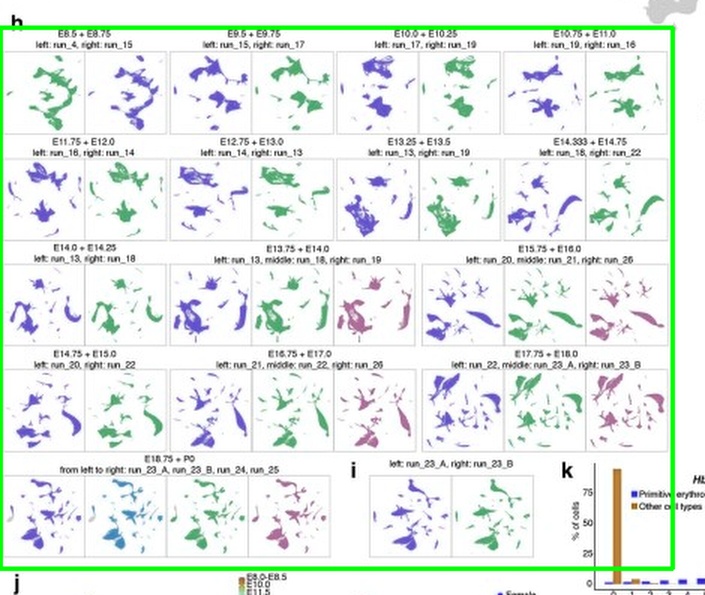 h
E8.5 + E8.75
left: run_4, right: run_15
E9.5 + E9.75
left: run_15, right: run_17
E10.0 + E10.25
left: run_17, right: run_19
E10.75 + E11.0
left: run_19, right: run_16
E11.75 + E12.0
left: run_16, right: run_14
E12.75 + E13.0
left: run_14, right: run_13
E13.25 + E13.5
left: run_13, right: run_19
E14.333 + E14.75
left: run_18, right: run_22
E14.0 + E14.25
left: run_13, right: run_18
E13.75 + E14.0
left: run_13, middle: run_18, right: run_19
E15.75 + E16.0
left: run_20, middle: run_21, right: run_26
E14.75 + E15.0
left: run_20, right: run_22
E16.75 + E17.0
left: run_21, middle: run_22, right: run_26
E17.75 + E18.0
left: run_22, middle: run_23_A, right: run_23_B
E18.75 + P0
from left to right: run_23_A, run_23_B, run_24, run_25
i
left: run_23_A, right: run_23_B
k
Primitive erythro
Other cell types
% of cells
75
50
25
0
j
E8.0-E8.5
E10.0
E11.5
Female